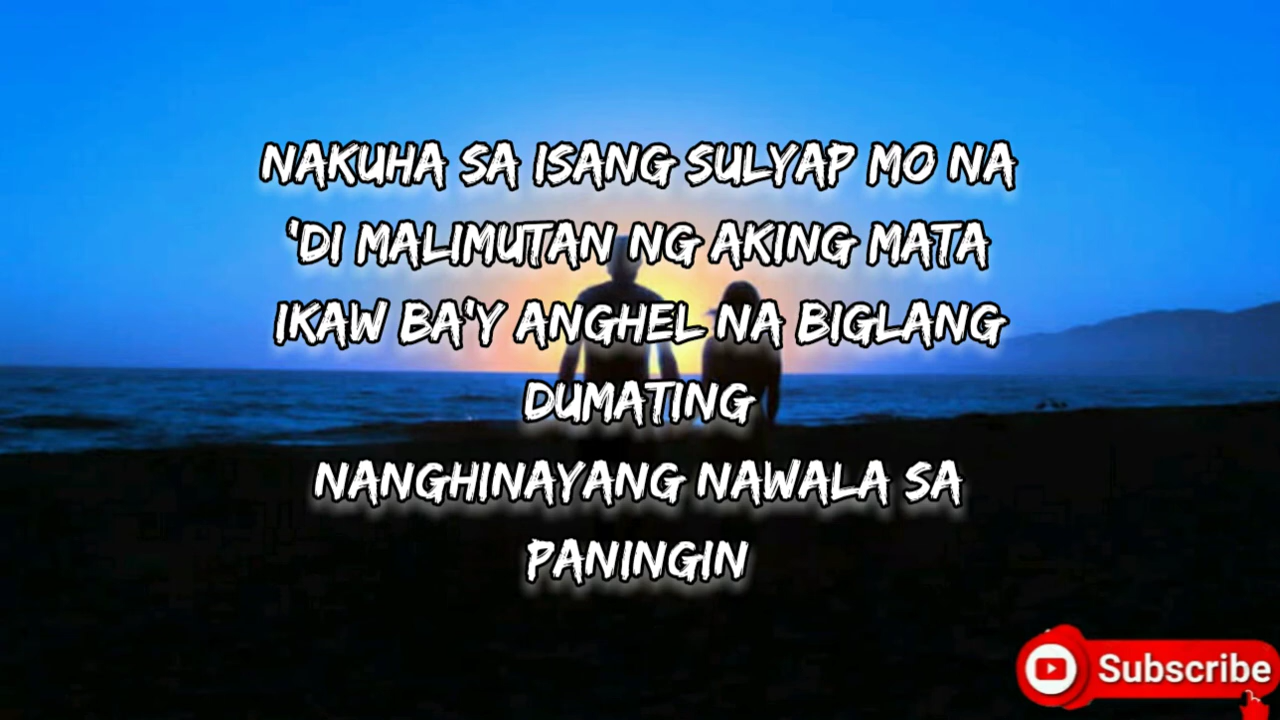 NAKUHA SA ISANG SULYAP MO NA
'DI MALIMUTAN NG AKING MATA
IKAW BA'Y ANGHEL NA BIGLANG
DUMATING
NANGHINAYANG NAWALA SA
PANINGIN
Subscribe